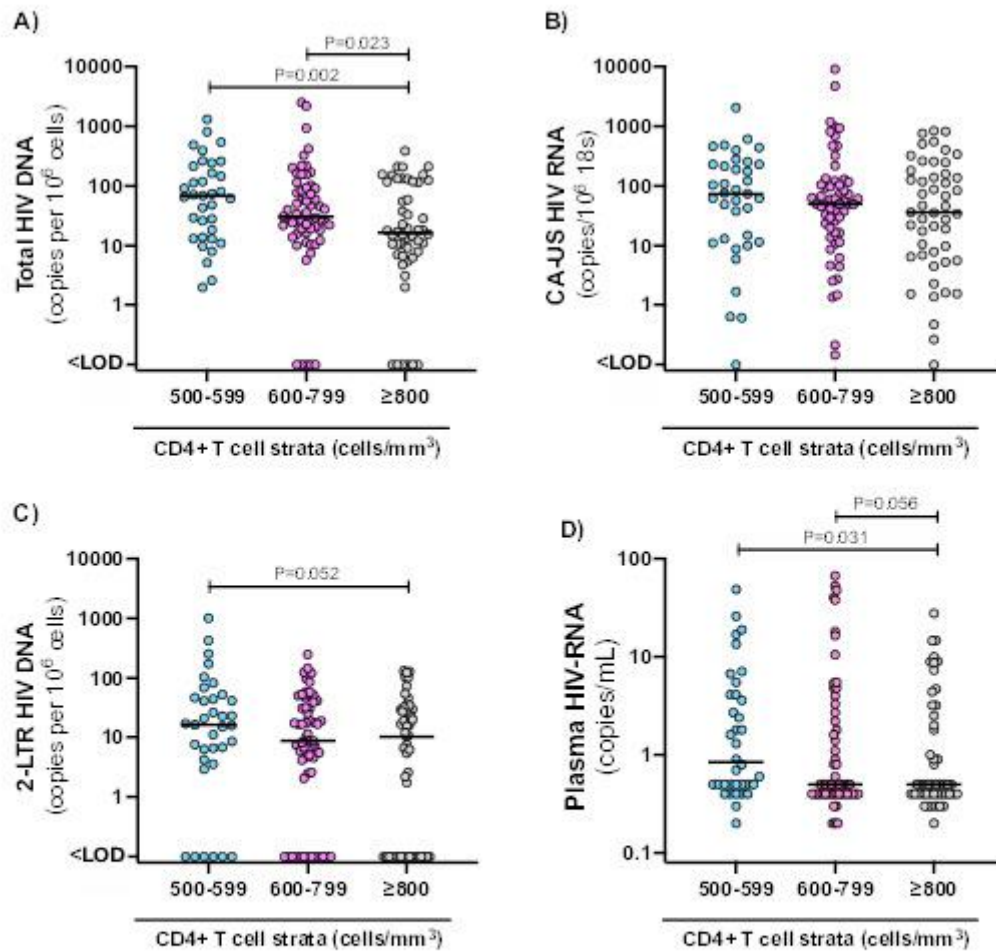 A)
P=0.023
P=0.002
Total HIV DNA
(copies per 10⁶ cells)
10000
1000
100
10
1
<LOD
500-599 600-799 ≥800
CD4+ T cell strata (cells/mm³)
B)
CA-US HIV RNA
(copies/10⁶ 18s)
10000
1000
100
10
1
<LOD
500-599 600-799 ≥800
CD4+ T cell strata (cells/mm³)
C)
P=0.052
2-LTR HIV DNA
(copies per 10⁶ cells)
10000
1000
100
10
1
<LOD
500-599 600-799 ≥800
CD4+ T cell strata (cells/mm³)
D)
P=0.056
P=0.031
Plasma HIV-RNA
(copies/mL)
100
10
1
0.1
500-599 600-799 ≥800
CD4+ T cell strata (cells/mm³)